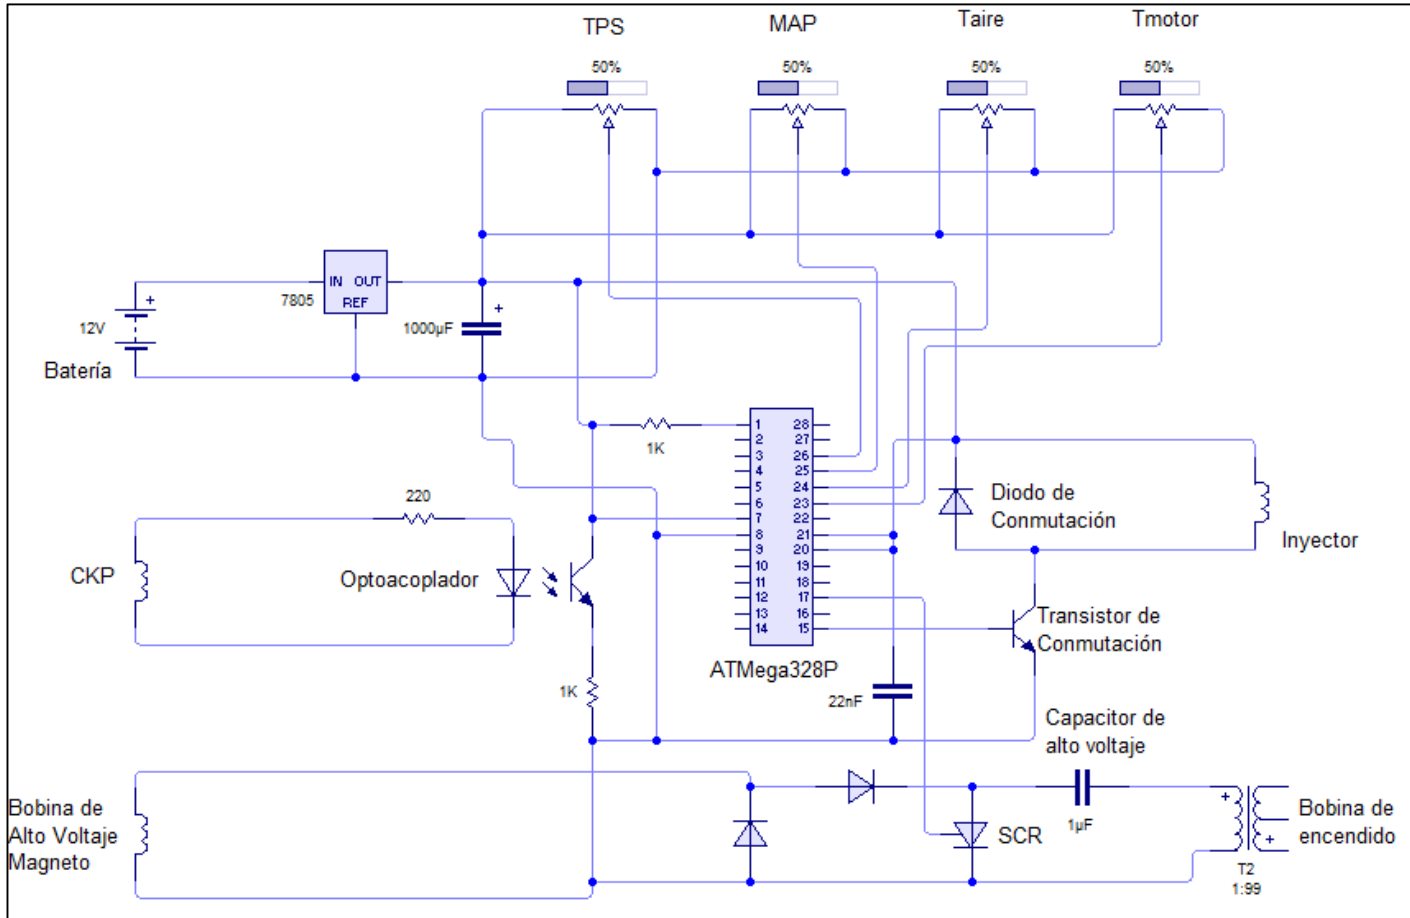 TPS
MAP
Taire
Tmotor
50%
50%
50%
50%
IN OUT
REF
7805
+
+
12V
1000µF
Batería
1K
1 28
2 27
3 26
4 25
5 24
6 23
7 22
8 21
9 20
10 19
11 18
12 17
13 16
14 15
ATMega328P
220
CKP
Optoacoplador
1K
Diodo de
Conmutación
Inyector
Transistor de
Conmutación
22nF
Capacitor de
alto voltaje
1µF
Bobina de
Alto Voltaje
Magneto
SCR
+
+
Bobina de
encendido
T2
1:99